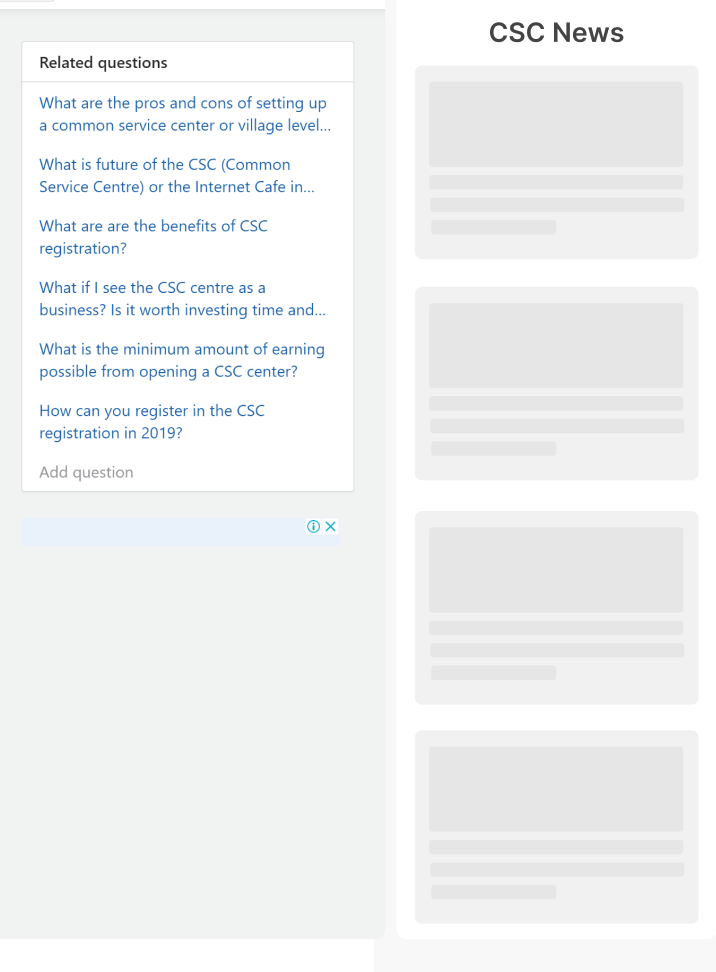 Related questions
What are the pros and cons of setting up
a common service center or village level...
What is future of the CSC (Common
Service Centre) or the Internet Cafe in...
What are are the benefits of CSC
registration?
What if I see the CSC centre as a
business? Is it worth investing time and...
What is the minimum amount of earning
possible from opening a CSC center?
How can you register in the CSC
registration in 2019?
Add question
CSC News